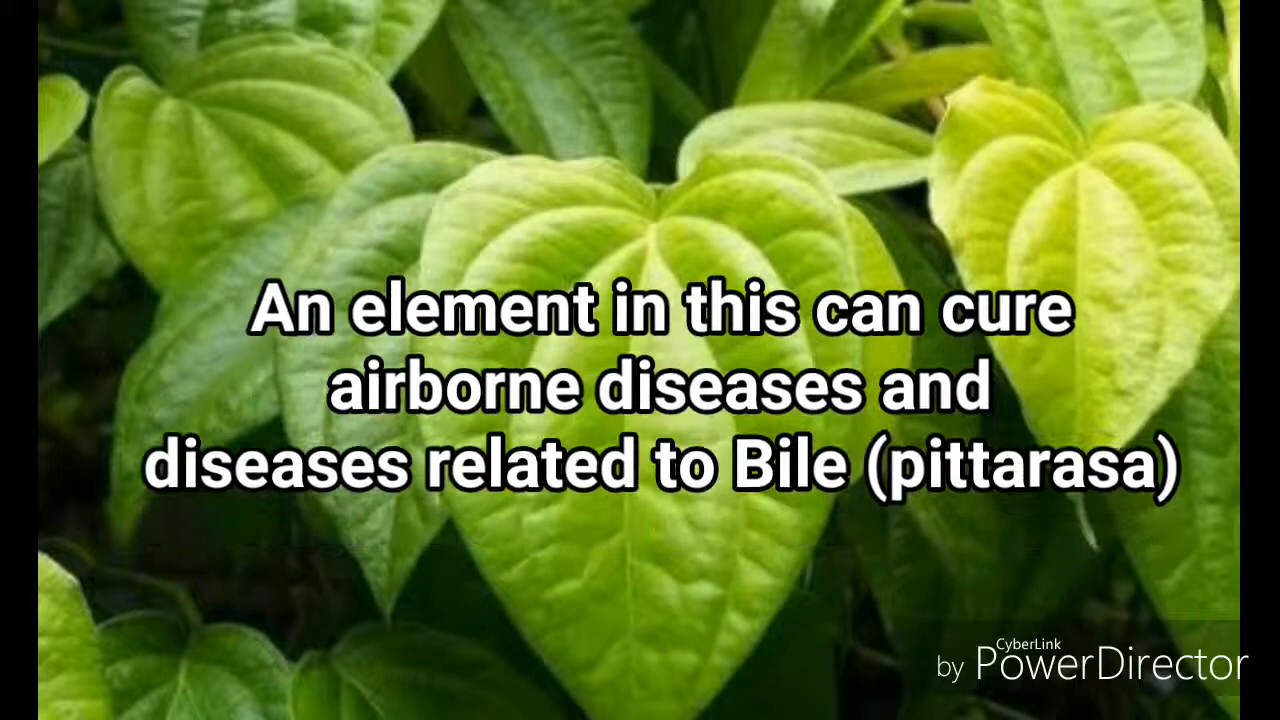 An element in this can cure
airborne diseases and
diseases related to Bile (pittarasa)
CyberLink
by PowerDirector